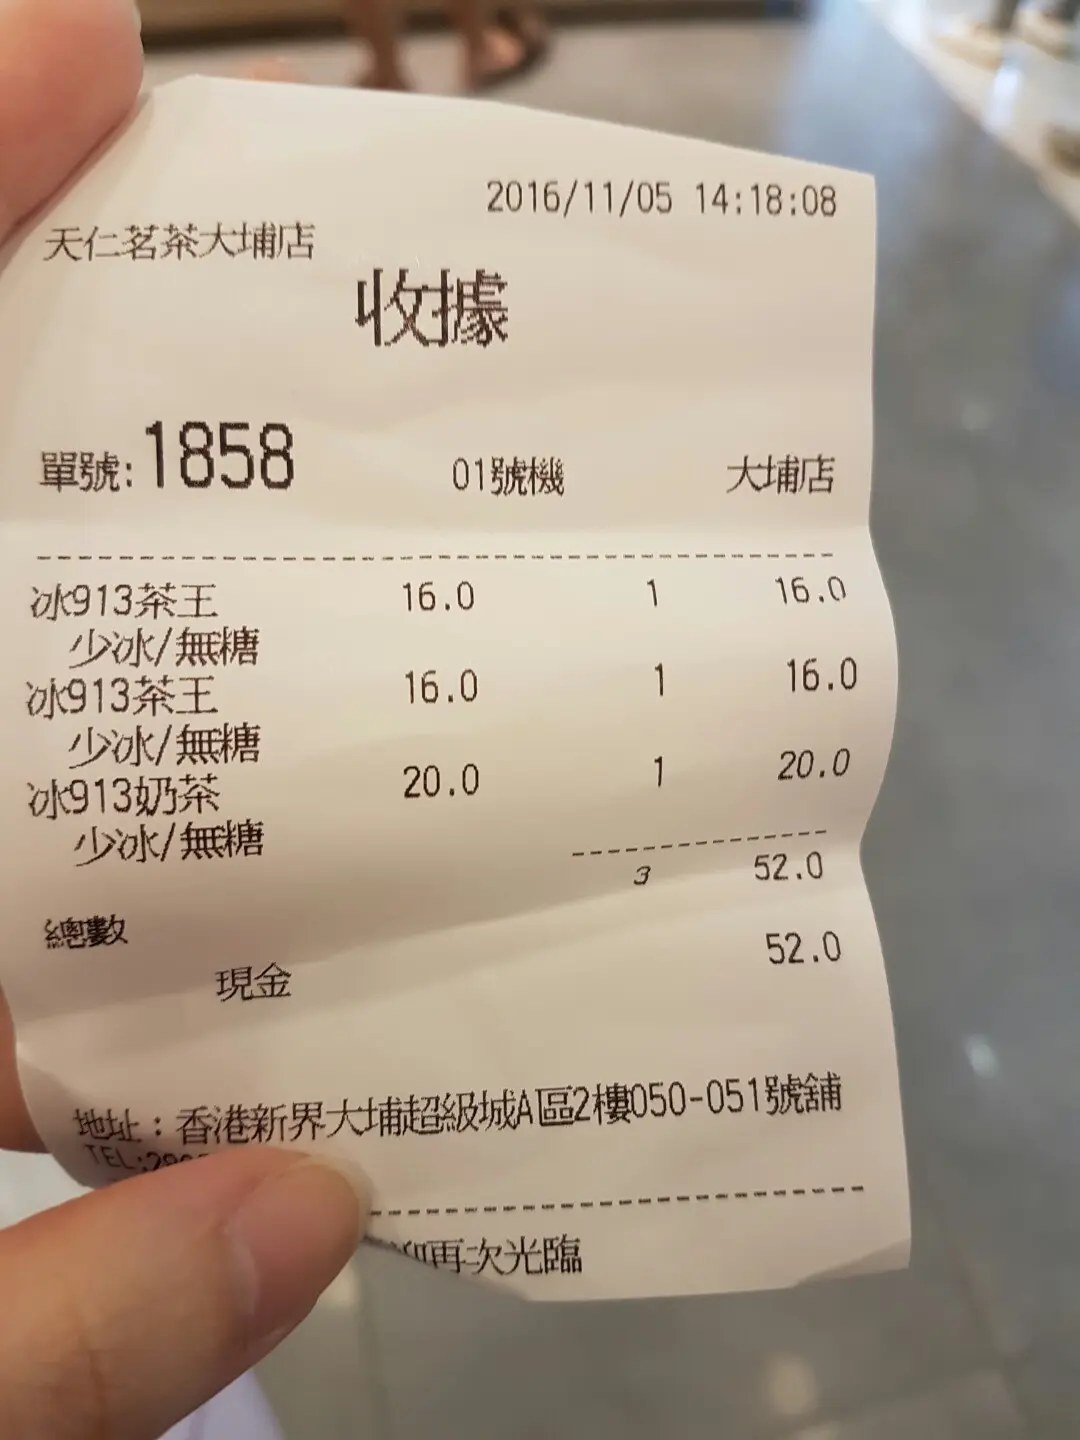 2016/11/05 14:18:08
天仁茗茶大埔店
收據
單號:1858 01號機 大埔店
冰913茶王 16.0 1 16.0
少冰/無糖
冰913茶王 16.0 1 16.0
少冰/無糖
冰913奶茶 20.0 1 20.0
少冰/無糖
3 52.0
總數
現金 52.0
地址：香港新界大埔超級城A區2樓050-051號舖
TEL:
再次光臨